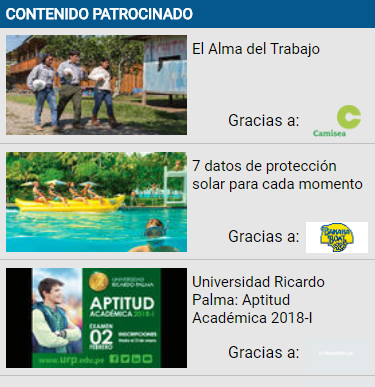 CONTENIDO PATROCINADO
El Alma del Trabajo
Gracias a:
Camisea
7 datos de protección
solar para cada momento
Gracias a:
BANANA
BOAT
UNIVERSIDAD
RICARDO PALMA
APTITUD
ACADÉMICA 2018-I
EXAMEN
02
FEBRERO
INSCRIPCIONES
www.urp.edu.pe
Universidad Ricardo
Palma: Aptitud
Académica 2018-I
Gracias a: